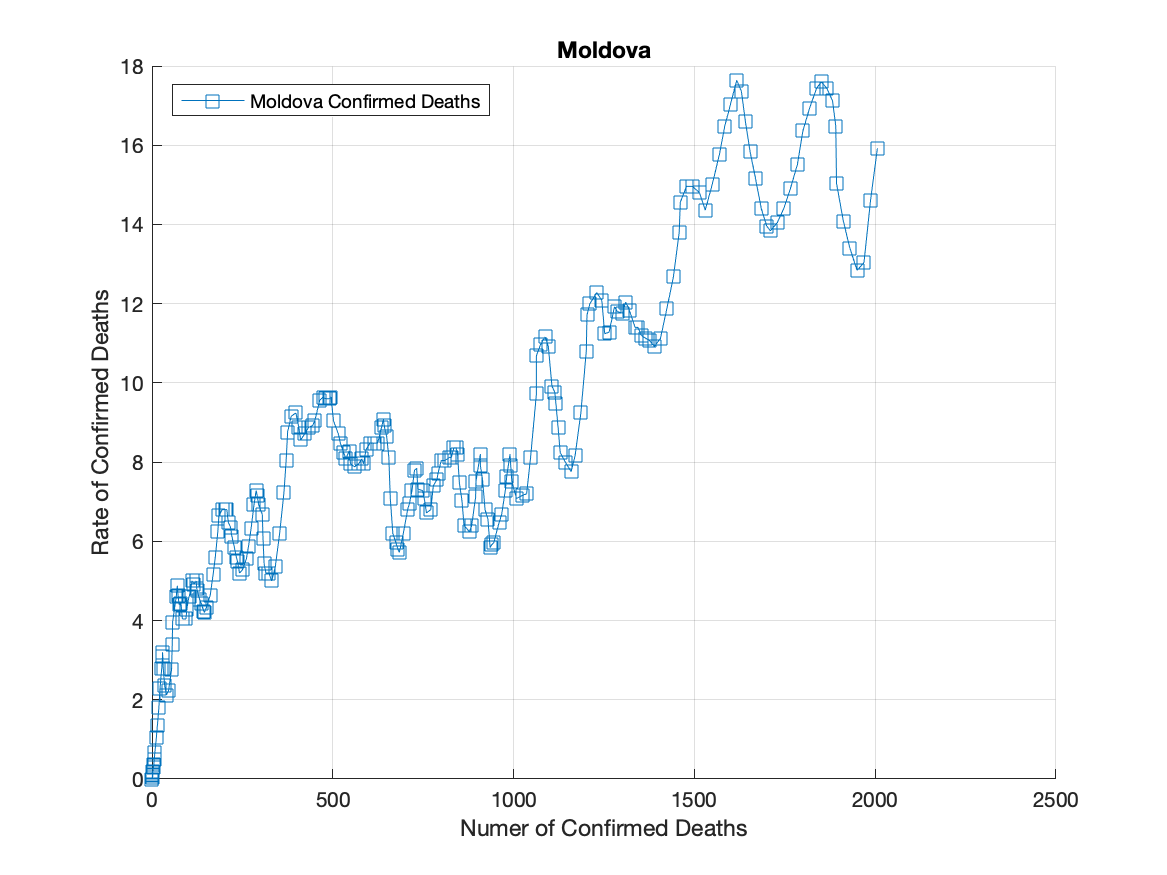 Moldova
Moldova Confirmed Deaths
Rate of Confirmed Deaths
18
16
14
12
10
8
6
4
2
0
0 500 1000 1500 2000 2500
Numer of Confirmed Deaths